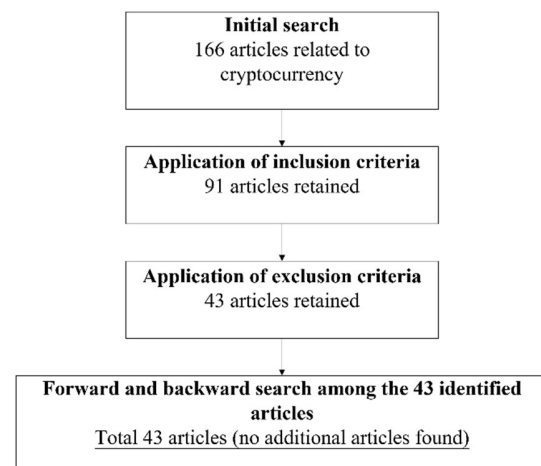 Initial search
166 articles related to
cryptocurrency
Application of inclusion criteria
91 articles retained
Application of exclusion criteria
43 articles retained
Forward and backward search among the 43 identified
articles
Total 43 articles (no additional articles found)